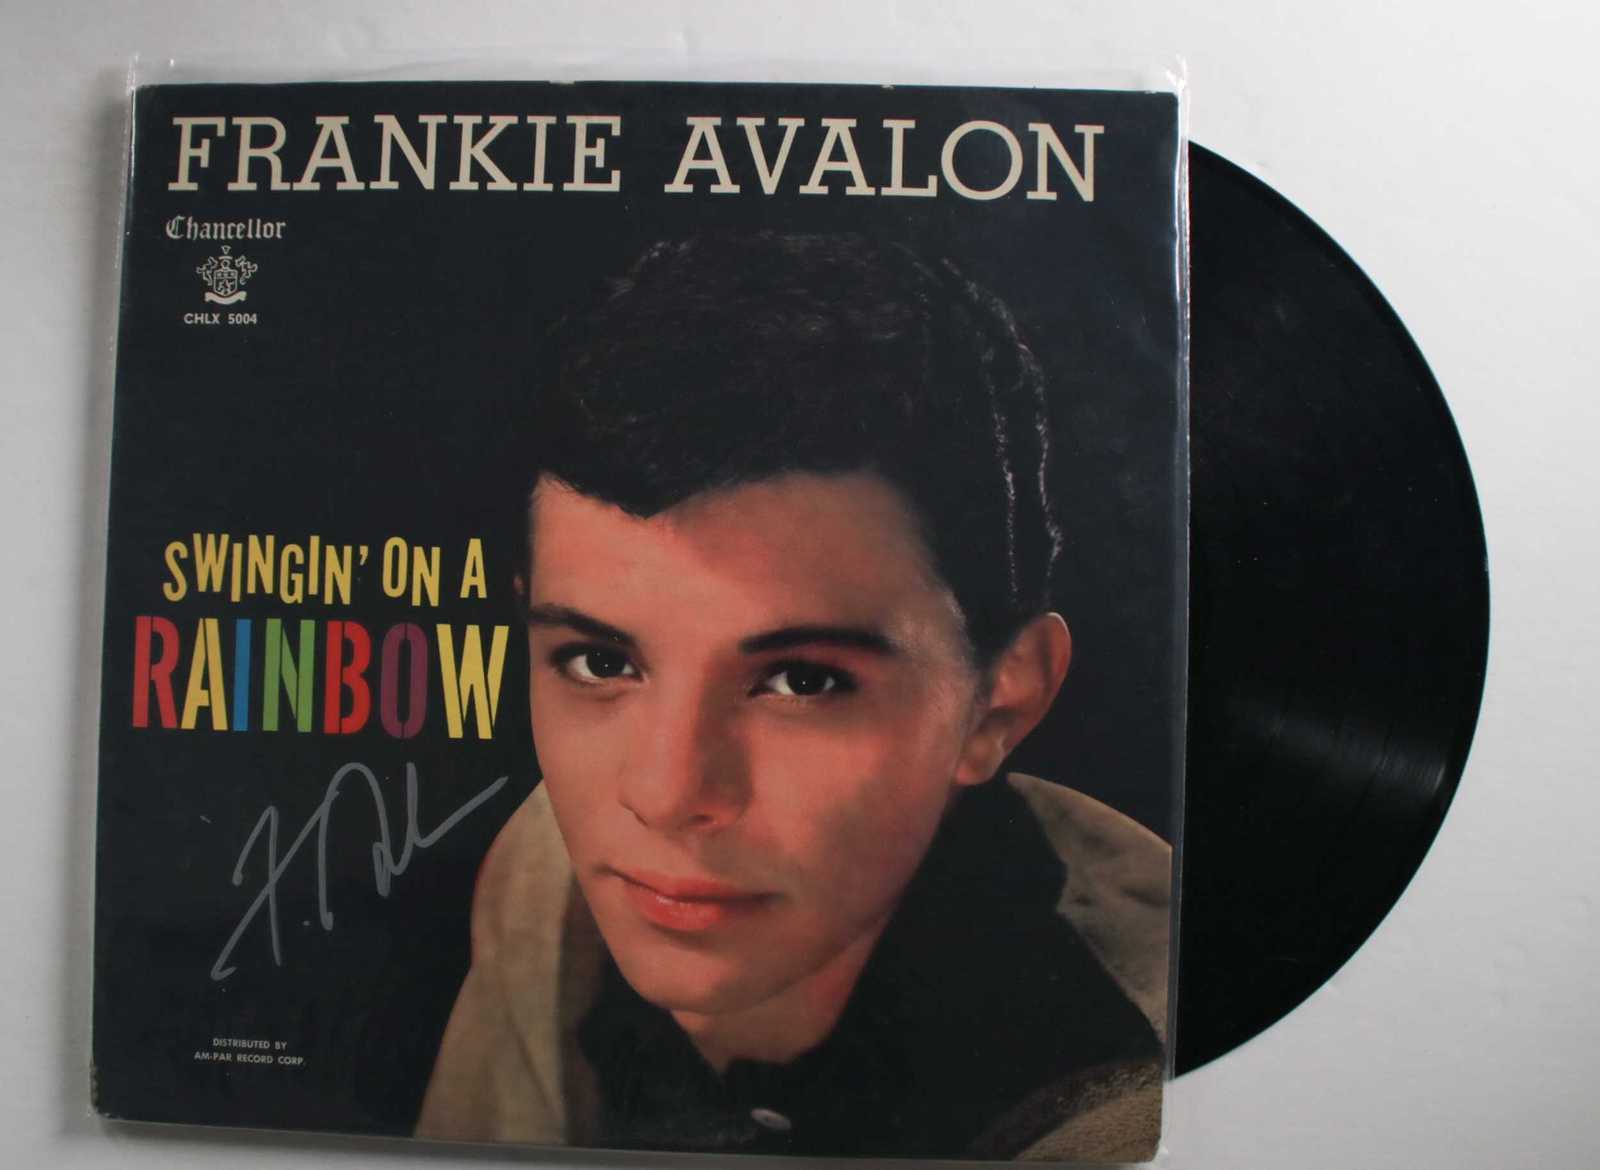 FRANKIE AVALON
Chancellor
CHLX 5004
SWINGIN' ON A
RAINBOW
DISTRIBUTED BY
AM-PAR RECORD CORP.